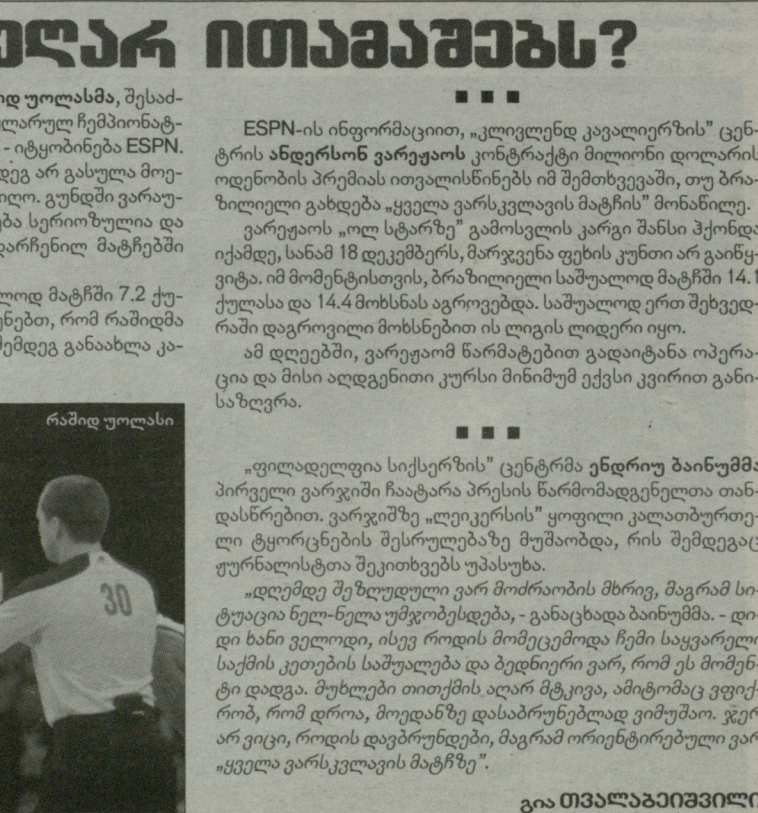 ეღარ ითამაშებს?
იდ უოლასმა, შესაძ-
ულარულ ჩემპიონატ-
- იტყობინება ESPN.
დეგ არ გასულა მოე-
ილო. გუნდში ვარაუ-
ება სერიოზულია და
დარჩენილ მატჩებში
ლოდ მატჩში 7.2 ქუ-
ენებთ, რომ რაშიდმა
შემდეგ განაახლა კა-
რაშიდ უოლასი
30
ESPN-ის ინფორმაციით, „კლივლენდ კავალიერზის” ცენ-
ტრის ანდერსონ ვარეჟაოს კონტრაქტი მილიონი დოლარის
ოდენობის პრემიას ითვალისწინებს იმ შემთხვევაში, თუ ბრა-
ზილიელი გახდება „ყველა ვარსკვლავის მატჩის” მონაწილე.
ვარეჟაოს „ოლ სტარზე” გამოსვლის კარგი შანსი ჰქონდა
იქამდე, სანამ 18 დეკემბერს, მარჯვენა ფეხის კუნთი არ გაიწყ-
ვიტა. იმ მომენტისთვის, ბრაზილიელი საშუალოდ მატჩში 14.1
ქულასა და 14.4 მოხსნას აგროვებდა. საშუალოდ ერთ შეხვედ-
რაში დაგროვილი მოხსნებით ის ლიგის ლიდერი იყო.
ამ დღეებში, ვარეჟაომ წარმატებით გადაიტანა ოპერა-
ცია და მისი აღდგენითი კურსი მინიმუმ ექვსი კვირით განი-
საზღვრა.
„ფილადელფია სიქსერზის” ცენტრმა ენდრიუ ბაინუმმა
პირველი ვარჯიში ჩაატარა პრესის წარმომადგენელთა თან-
დასწრებით. ვარჯიშზე „ლეიკერსის” ყოფილი კალათბურთე-
ლი ტყორცნების შესრულებაზე მუშაობდა, რის შემდეგაც
ჟურნალისტთა შეკითხვებს უპასუხა.
„დღემდე შეზღუდული ვარ მოძრაობის მხრივ, მაგრამ სი-
ტუაცია ნელ-ნელა უმჯობესდება, - განაცხადა ბაინუმმა. - დი-
დი ხანი ველოდი, ისევ როდის მომეცემოდა ჩემი საყვარელი
საქმის კეთების საშუალება და ბედნიერი ვარ, რომ ეს მომენ-
ტი დადგა. მუხლები თითქმის აღარ მტკივა, ამიტომაც ვფიქ-
რობ, რომ დროა, მოედანზე დასაბრუნებლად ვიმუშაო. ჯერ
არ ვიცი, როდის დავბრუნდები, მაგრამ ორიენტირებული ვარ
„ყველა ვარსკვლავის მატჩზე”.
გია თვალაბეიშვილი